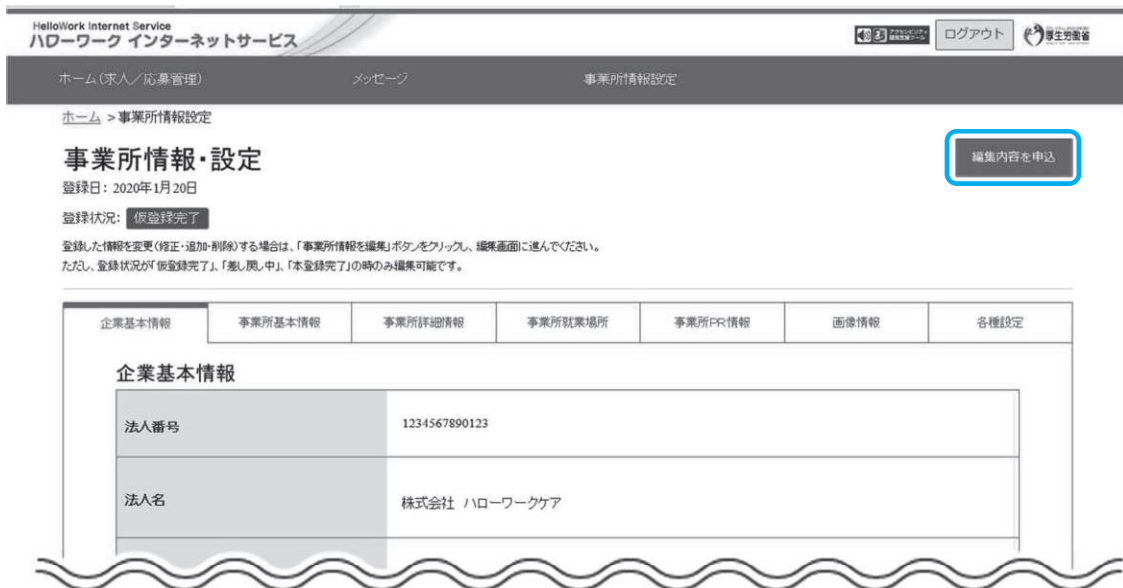 HelloWork Internet Service
ハローワーク インターネットサービス
ログアウト
厚生労働省
ホーム(求人／応募管理)
メッセージ
事業所情報設定
ホーム >事業所情報設定
事業所情報・設定
編集内容を申込
登録日: 2020年1月20日
登録状況: 仮登録完了
登録した情報を変更(修正・追加・削除)する場合は、「事業所情報を編集」ボタンをクリックし、編集画面に進んでください。
ただし、登録状況が「仮登録完了」、「差し戻し中」、「本登録完了」の時のみ編集可能です。
企業基本情報
事業所基本情報
事業所詳細情報
事業所就業場所
事業所PR情報
画像情報
各種設定
企業基本情報
法人番号
1234567890123
法人名
株式会社 ハローワークケア